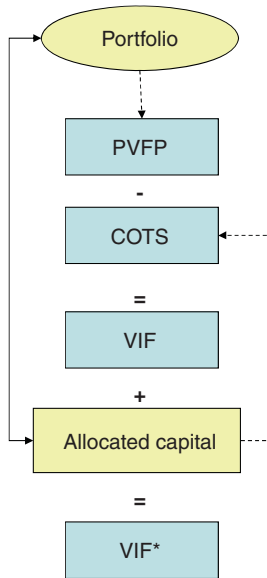 Portfolio
PVFP
-
COTS
=
VIF
+
Allocated capital
=
VIF*